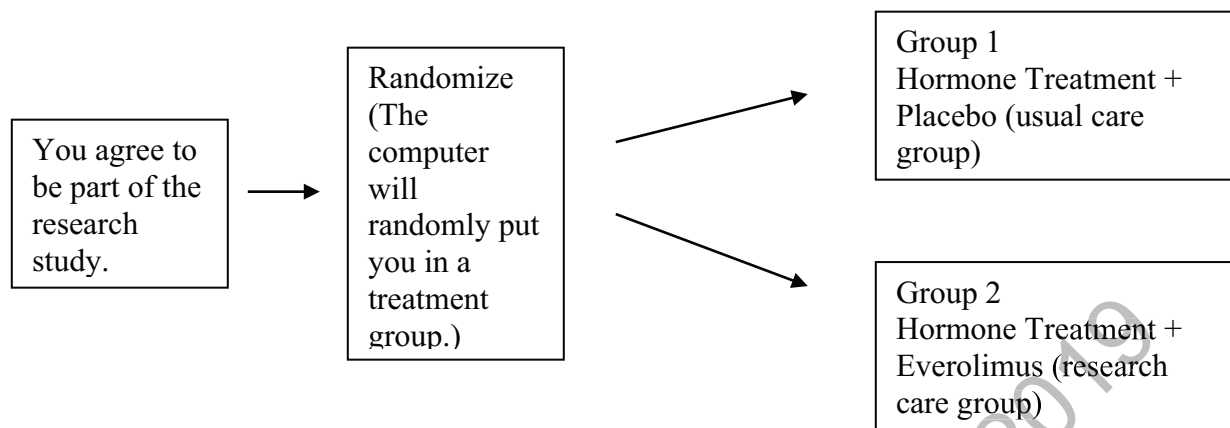 You agree to
be part of the
research
study.
Randomize
(The
computer
will
randomly put
you in a
treatment
group.)
Group 1
Hormone Treatment +
Placebo (usual care
group)
Group 2
Hormone Treatment +
Everolimus (research
care group)
2019